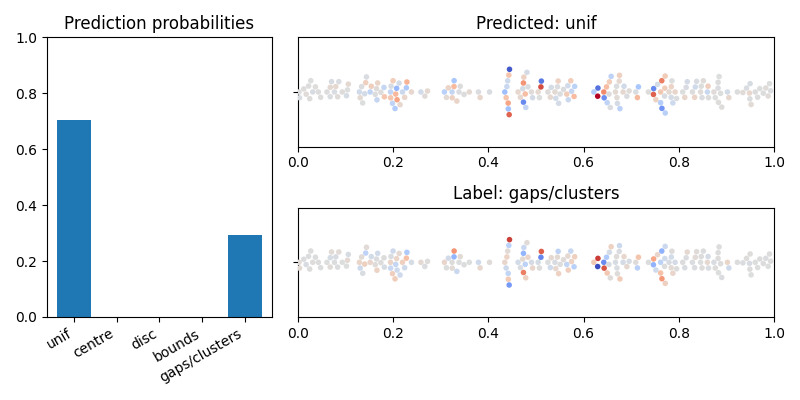 Prediction probabilities
1.0
0.8
0.6
0.4
0.2
0.0
unif
centre
disc
bounds
gaps/clusters
Predicted: unif
0.0 0.2 0.4 0.6 0.8 1.0
Label: gaps/clusters
0.0 0.2 0.4 0.6 0.8 1.0